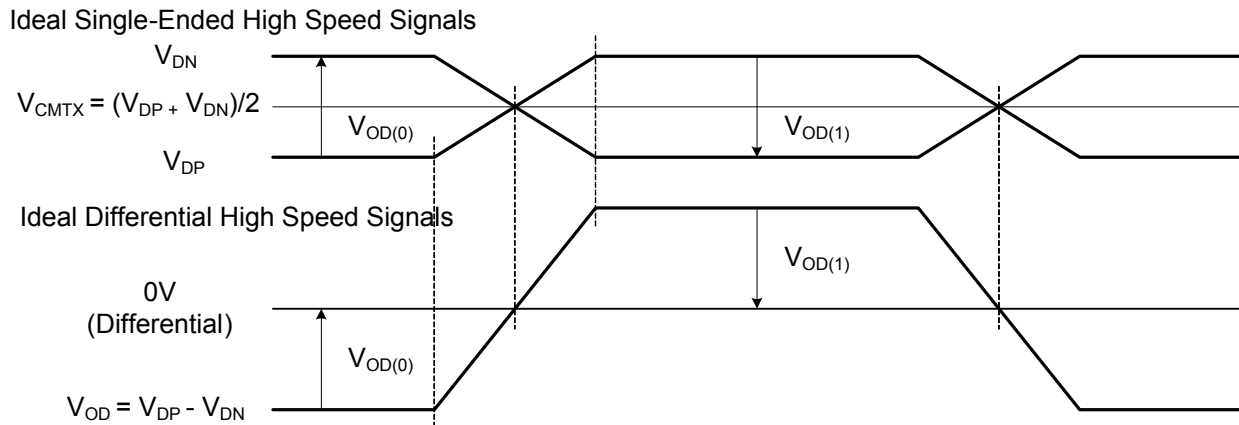 Ideal Single-Ended High Speed Signals
V_DN
V_CMTX = (V_DP + V_DN)/2
V_OD(0)
V_OD(1)
V_DP
Ideal Differential High Speed Signals
V_OD(1)
0V
(Differential)
V_OD(0)
V_OD = V_DP - V_DN